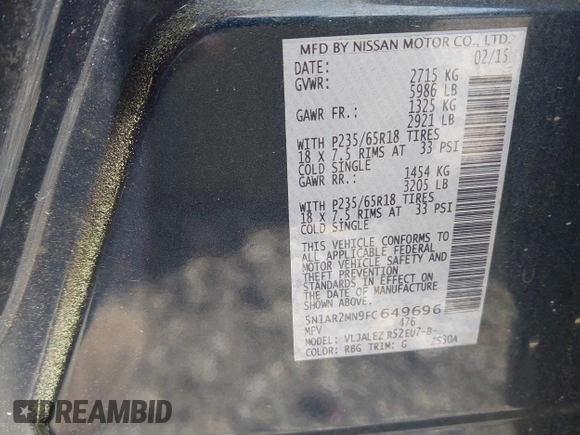 MFD BY NISSAN MOTOR CO., LTD.
DATE: 02/15
GVWR: 2715 KG
5986 LB
GAWR FR.: 1325 KG
2921 LB
WITH P235/65R18 TIRES
18 X 7.5 RIMS AT 33 PSI
COLD SINGLE
GAWR RR.: 1454 KG
3205 LB
WITH P235/65R18 TIRES
18 X 7.5 RIMS AT 33 PSI
COLD SINGLE
THIS VEHICLE CONFORMS TO
ALL APPLICABLE FEDERAL
MOTOR VEHICLE SAFETY AND
THEFT PREVENTION
STANDARDS IN EFFECT ON
THE DATE OF MANUFACTURE
SHOWN ABOVE.
5N1AR2MN9FC649696
MPV 476
MODEL: VLJALEZ R52EU7-B-
COLOR: RBG TRIM: G Z530A
DREAMBID